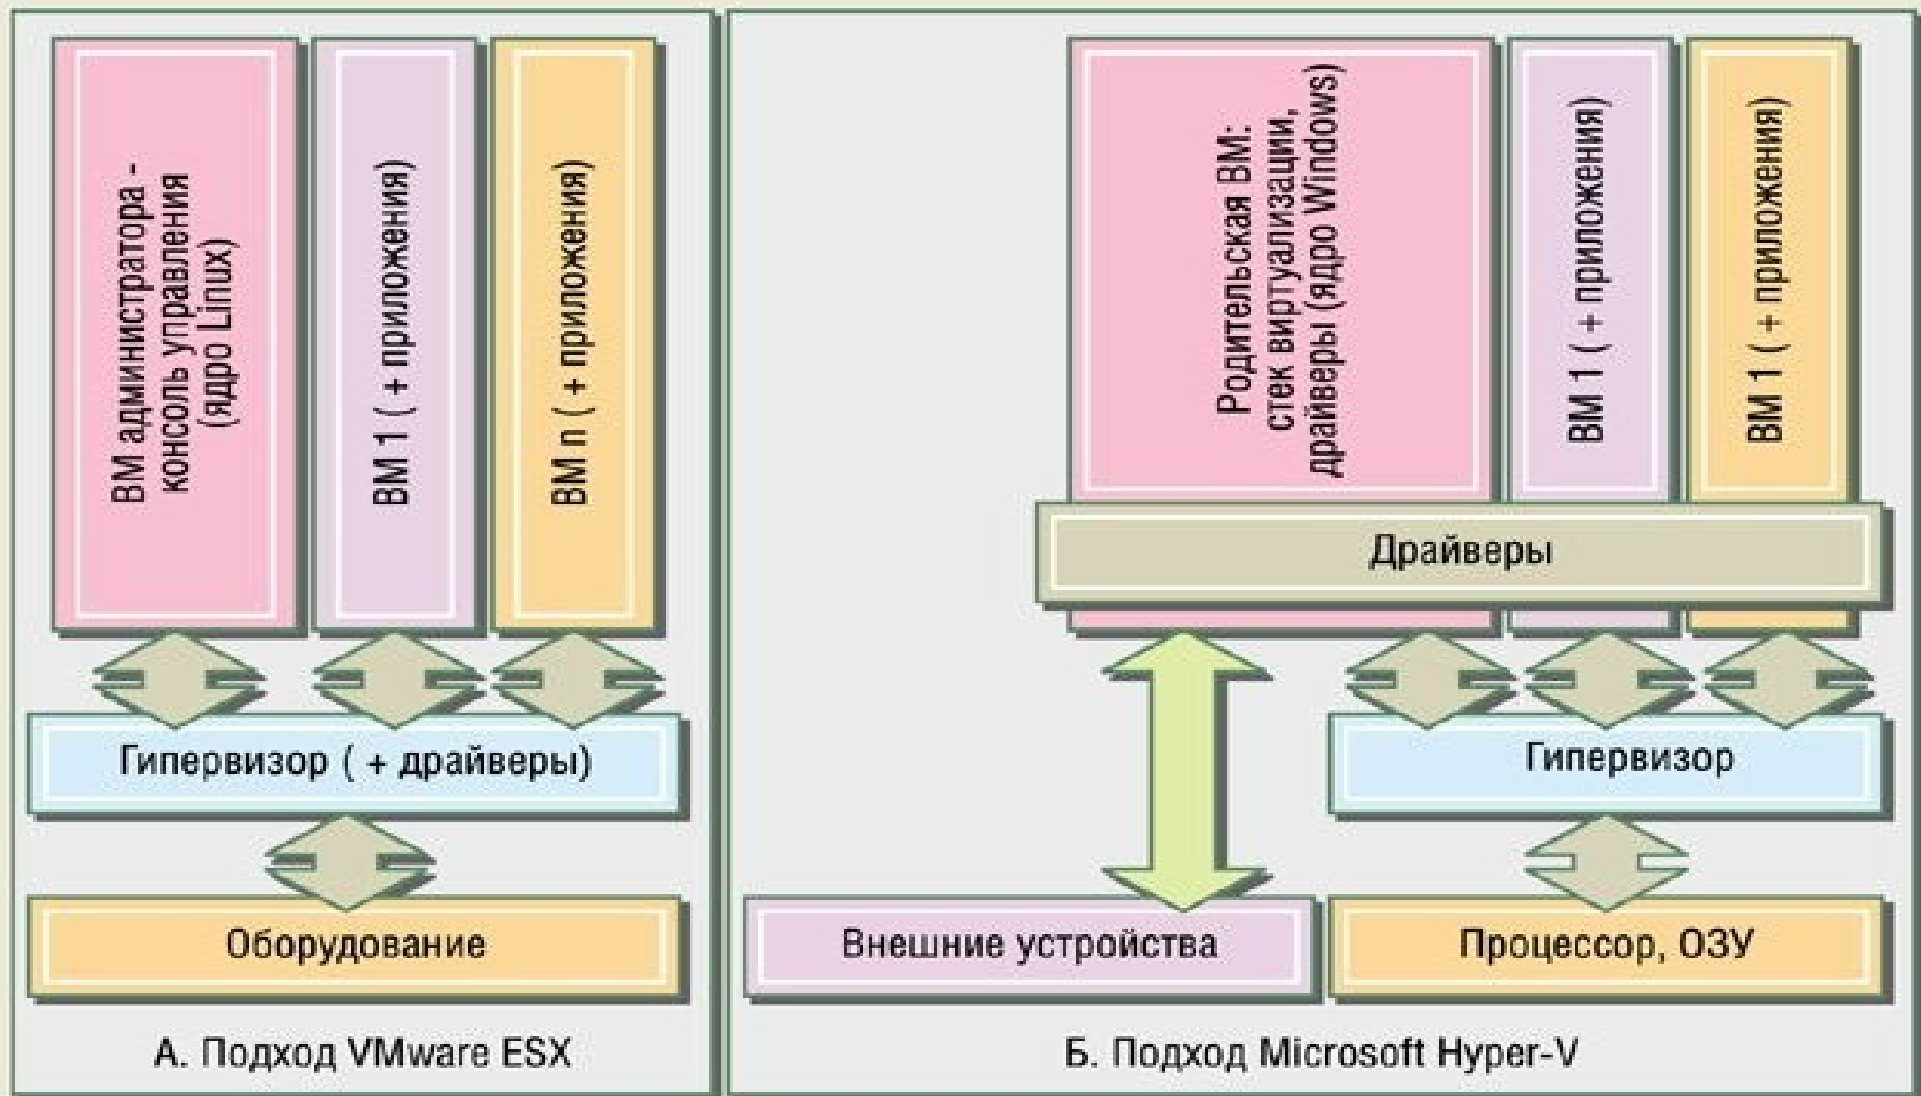 ВМ администратора -
консоль управления
(ядро Linux)
ВМ 1 ( + приложения)
ВМ n ( + приложения)
Гипервизор ( + драйверы)
Оборудование
А. Подход VMware ESX
Родительская ВМ:
стек виртуализации,
драйверы (ядро Windows)
ВМ 1 ( + приложения)
ВМ 1 ( + приложения)
Драйверы
Гипервизор
Внешние устройства
Процессор, ОЗУ
Б. Подход Microsoft Hyper-V